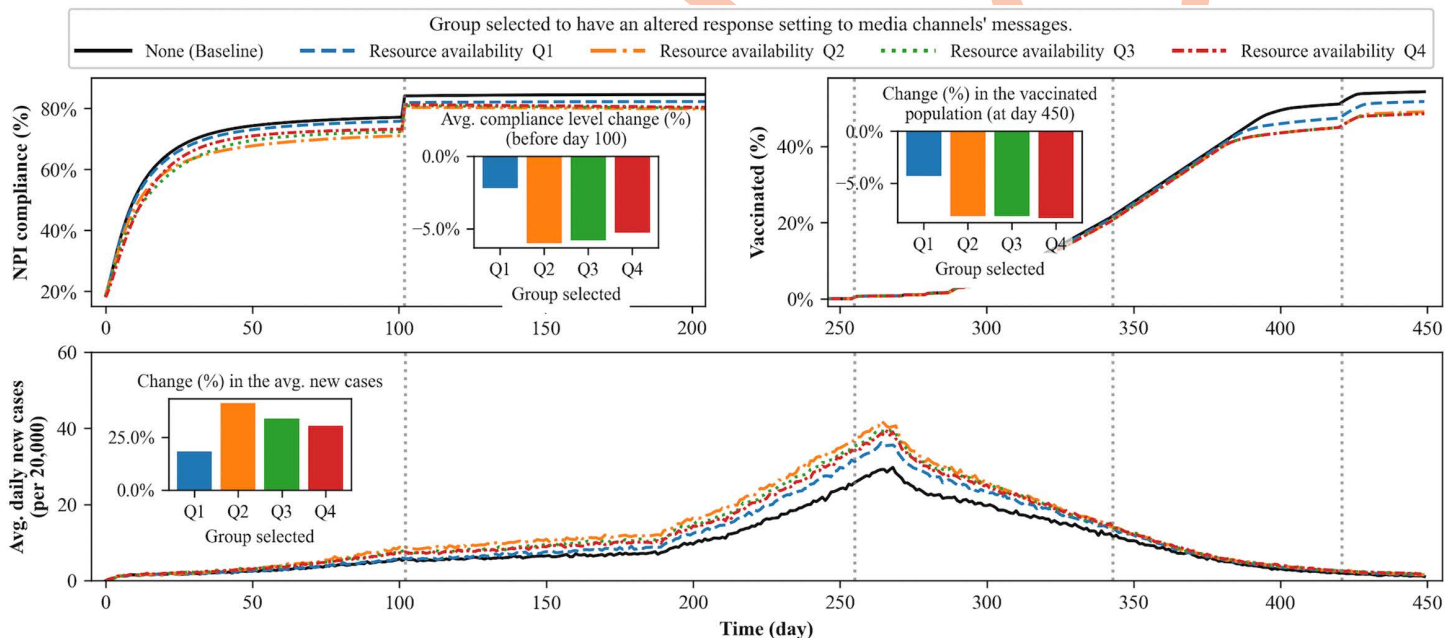 Group selected to have an altered response setting to media channels' messages.
None (Baseline) Resource availability Q1 Resource availability Q2 Resource availability Q3 Resource availability Q4
NPI compliance (%)
80%
60%
40%
20%
0 50 100 150 200
Avg. compliance level change (%)
(before day 100)
0.0%
−5.0%
Q1 Q2 Q3 Q4
Group selected
Vaccinated (%)
40%
20%
0%
250 300 350 400 450
Change (%) in the vaccinated
population (at day 450)
0.0%
−5.0%
Q1 Q2 Q3 Q4
Group selected
Avg. daily new cases
(per 20,000)
60
40
20
0
0 50 100 150 200 250 300 350 400 450
Change (%) in the avg. new cases
25.0%
0.0%
Q1 Q2 Q3 Q4
Group selected
Time (day)